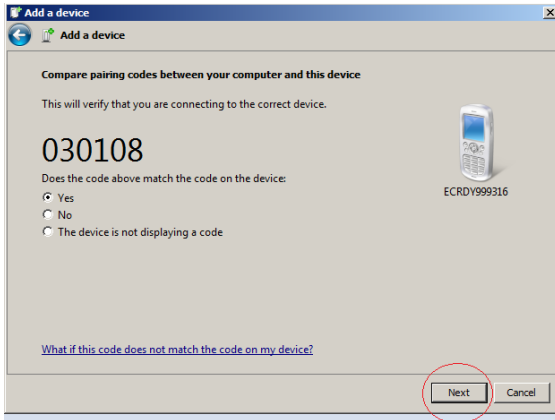 Add a device
Add a device
Compare pairing codes between your computer and this device
This will verify that you are connecting to the correct device.
030108
Does the code above match the code on the device:
Yes
No
The device is not displaying a code
ECRDY999316
What if this code does not match the code on my device?
Next
Cancel